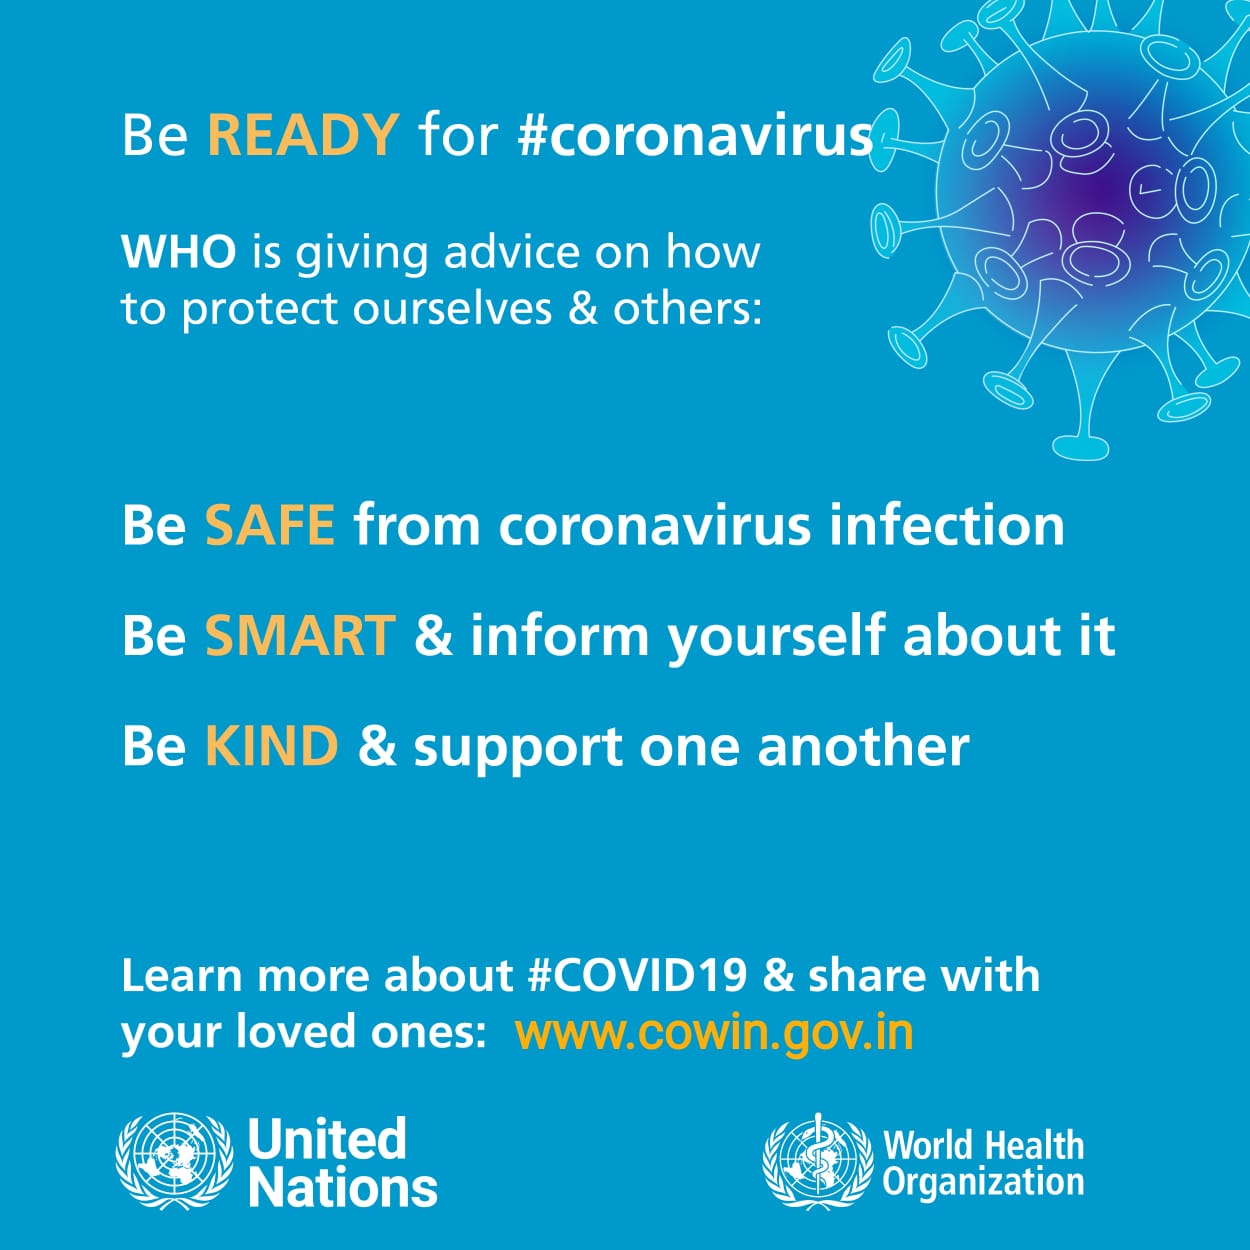 Be READY for #coronavirus
WHO is giving advice on how
to protect ourselves & others:
Be SAFE from coronavirus infection
Be SMART & inform yourself about it
Be KIND & support one another
Learn more about #COVID19 & share with
your loved ones: www.cowin.gov.in
United
Nations
World Health
Organization